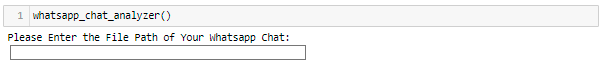 1 whatsapp_chat_analyzer()
Please Enter the File Path of Your Whatsapp Chat: